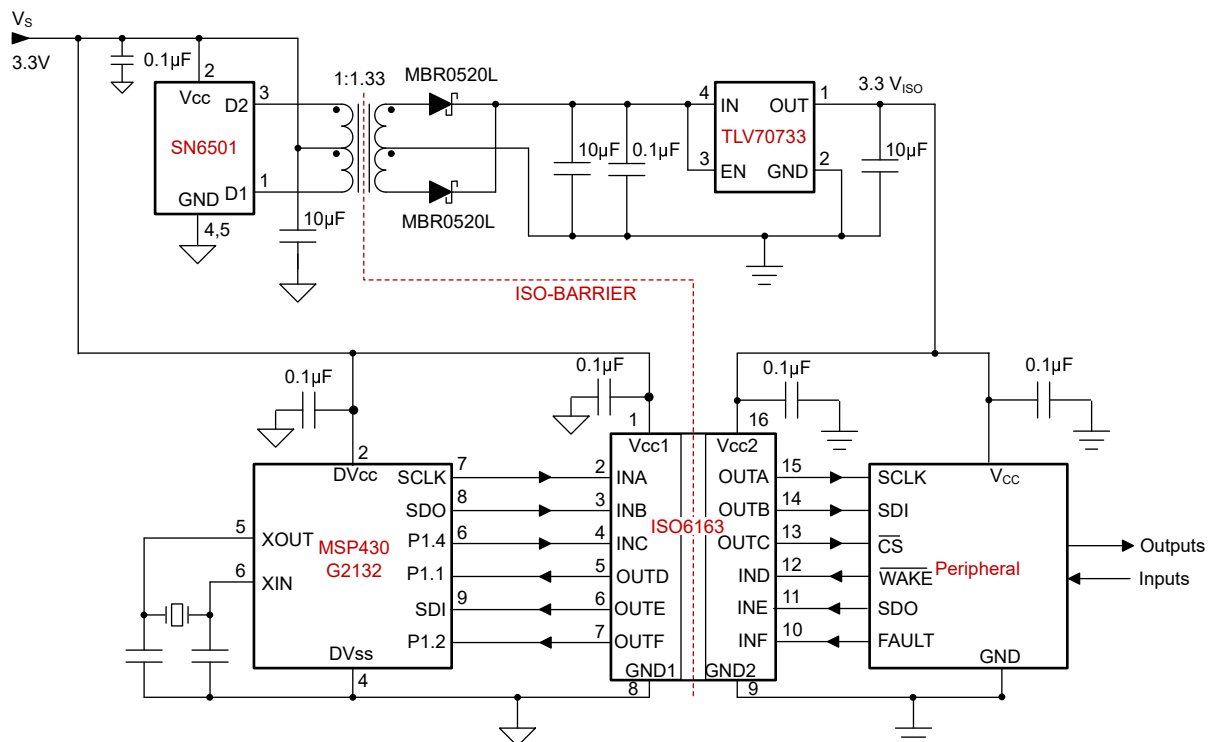 VS
3.3V
0.1µF
2
Vcc
D2
3
SN6501
1
D1
GND
4,5
10µF
1:1.33
MBR0520L
MBR0520L
10µF
0.1µF
4
IN
OUT
1
TLV70733
3
EN
GND
2
3.3 VISO
10µF
ISO-BARRIER
0.1µF
0.1µF
0.1µF
0.1µF
2
DVcc
SCLK
7
SDO
8
P1.4
6
P1.1
5
SDI
9
P1.2
7
5
XOUT
6
XIN
MSP430
G2132
DVss
4
1
Vcc1
2
INA
3
INB
4
INC
5
OUTD
6
OUTE
7
OUTF
GND1
8
ISO6163
16
Vcc2
OUTA
15
OUTB
14
OUTC
13
IND
12
INE
11
INF
10
GND2
9
VCC
SCLK
SDI
CS
WAKE
SDO
FAULT
Peripheral
GND
Outputs
Inputs